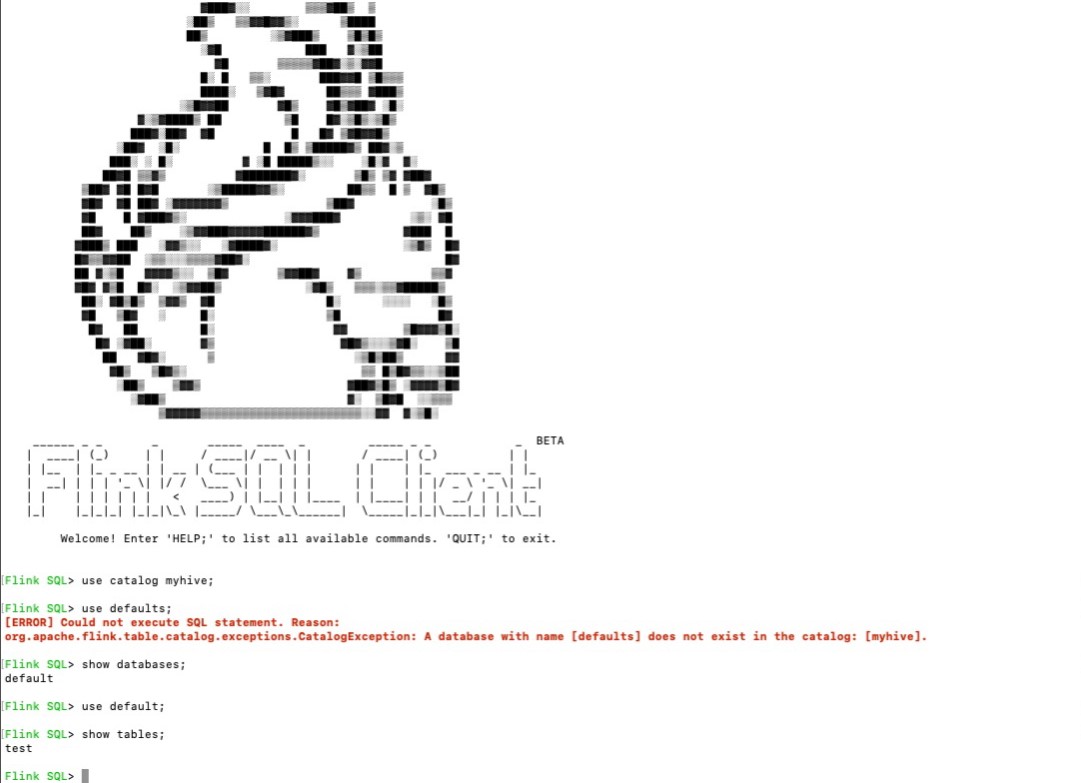 Flink SQL Client BETA
Welcome! Enter 'HELP;' to list all available commands. 'QUIT;' to exit.
Flink SQL> use catalog myhive;
Flink SQL> use defaults;
[ERROR] Could not execute SQL statement. Reason:
org.apache.flink.table.catalog.exceptions.CatalogException: A database with name [defaults] does not exist in the catalog: [myhive].
Flink SQL> show databases;
default
Flink SQL> use default;
Flink SQL> show tables;
test
Flink SQL>